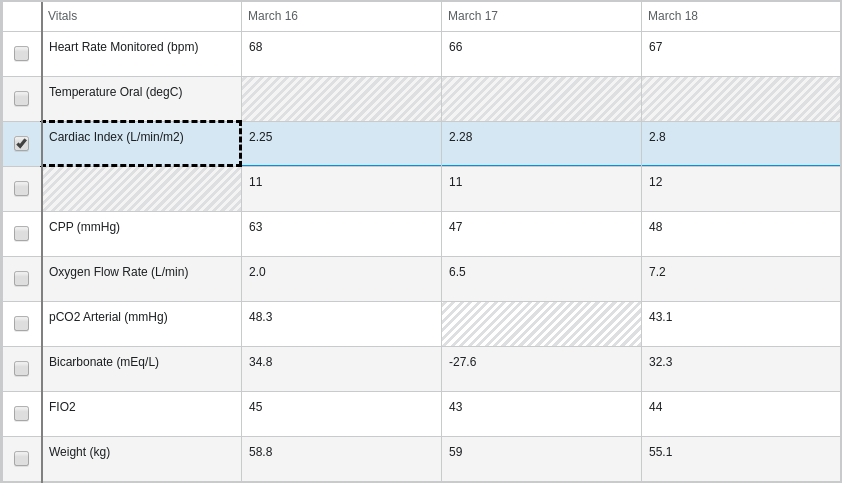 Vitals March 16 March 17 March 18
Heart Rate Monitored (bpm) 68 66 67
Temperature Oral (degC)
Cardiac Index (L/min/m2) 2.25 2.28 2.8
11 11 12
CPP (mmHg) 63 47 48
Oxygen Flow Rate (L/min) 2.0 6.5 7.2
pCO2 Arterial (mmHg) 48.3 43.1
Bicarbonate (mEq/L) 34.8 -27.6 32.3
FIO2 45 43 44
Weight (kg) 58.8 59 55.1